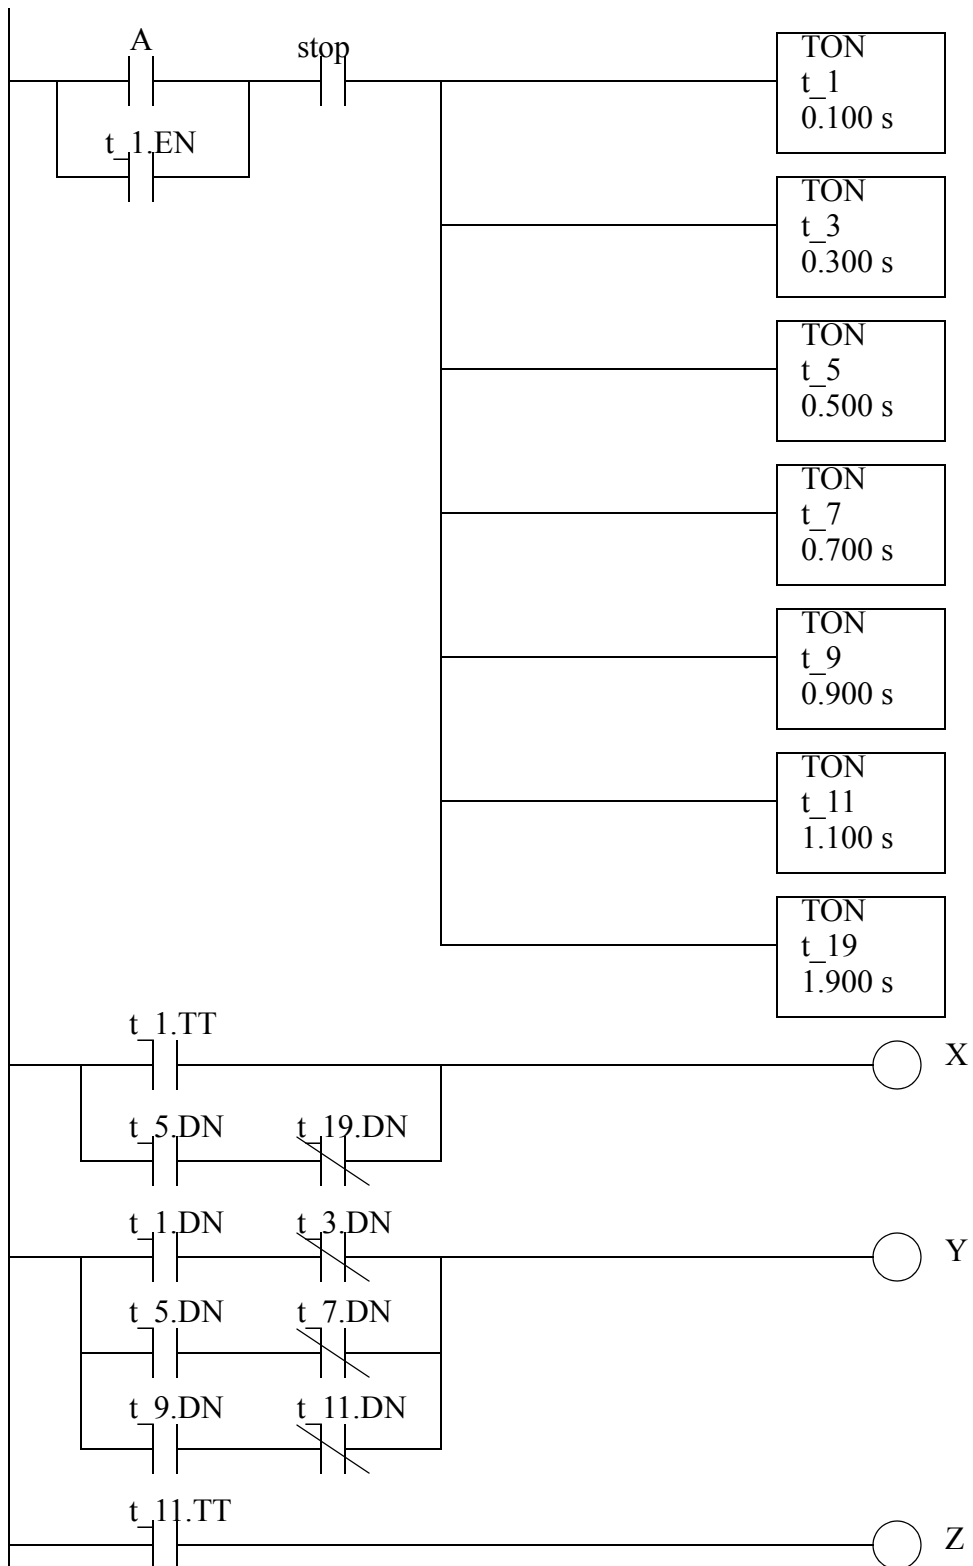 A
stop
TON
t_1
0.100 s
t_1.EN
TON
t_3
0.300 s
TON
t_5
0.500 s
TON
t_7
0.700 s
TON
t_9
0.900 s
TON
t_11
1.100 s
TON
t_19
1.900 s
t_1.TT
X
t_5.DN t_19.DN
t_1.DN t_3.DN
Y
t_5.DN t_7.DN
t_9.DN t_11.DN
t_11.TT
Z